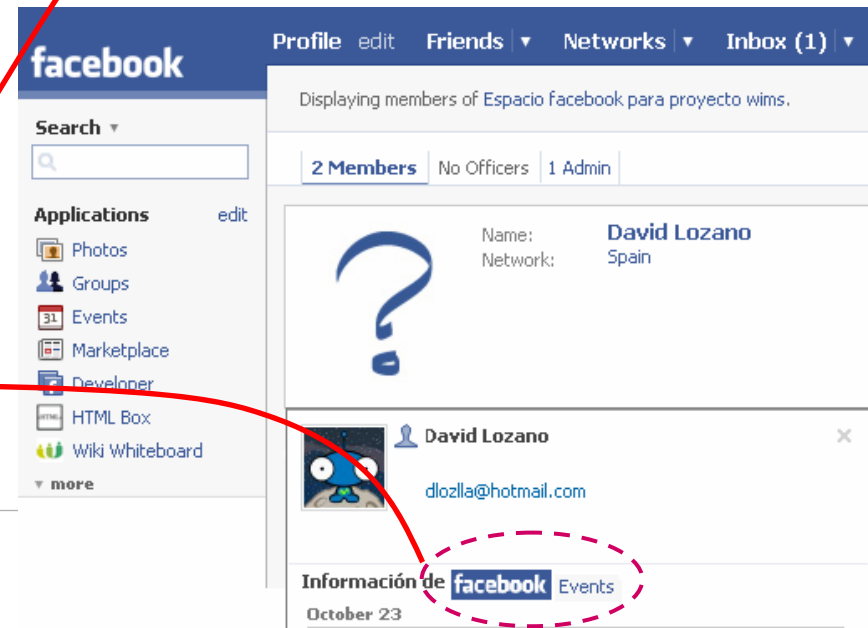 facebook
Profile edit Friends ▼ Networks ▼ Inbox (1) ▼
Displaying members of Espacio facebook para proyecto wims.
Search ▼
2 Members No Officers 1 Admin
Applications edit
Photos
Groups
31 Events
Marketplace
Developer
HTML HTML Box
Wiki Whiteboard
▼ more
Name: David Lozano
Network: Spain
?
David Lozano ×
dlozlla@hotmail.com
Información de facebook Events
October 23